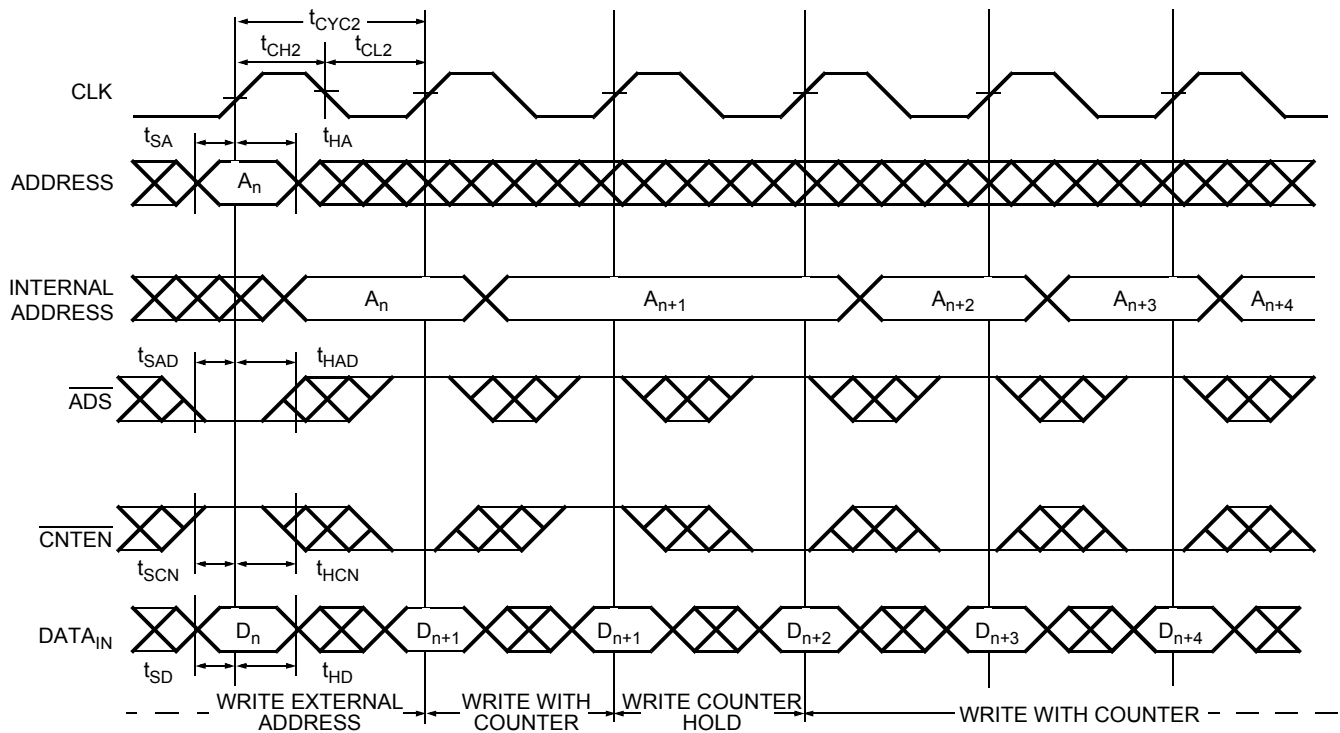 tCYC2
tCH2 tCL2
CLK
tSA tHA
ADDRESS An
INTERNAL
ADDRESS An An+1 An+2 An+3 An+4
tSAD tHAD
ADS
CNTEN
tSCN tHCN
DATAIN Dn Dn+1 Dn+1 Dn+2 Dn+3 Dn+4
tSD tHD
WRITE EXTERNAL
ADDRESS
WRITE WITH
COUNTER
WRITE COUNTER
HOLD
WRITE WITH COUNTER